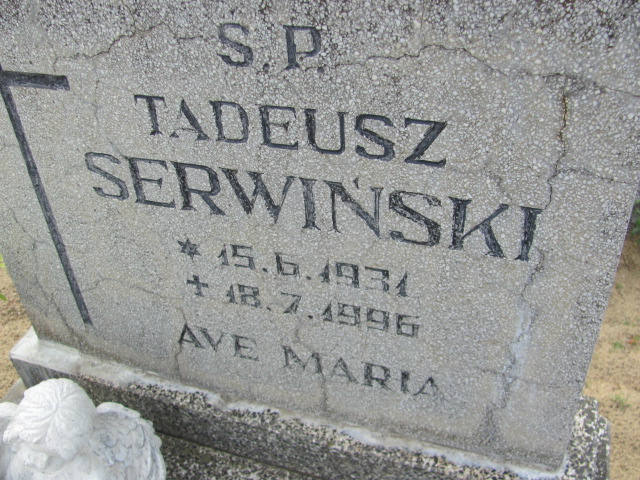 S.P.
TADEUSZ
SERWIŃSKI
* 15.6.1931
+ 18.7.1996
AVE MARIA